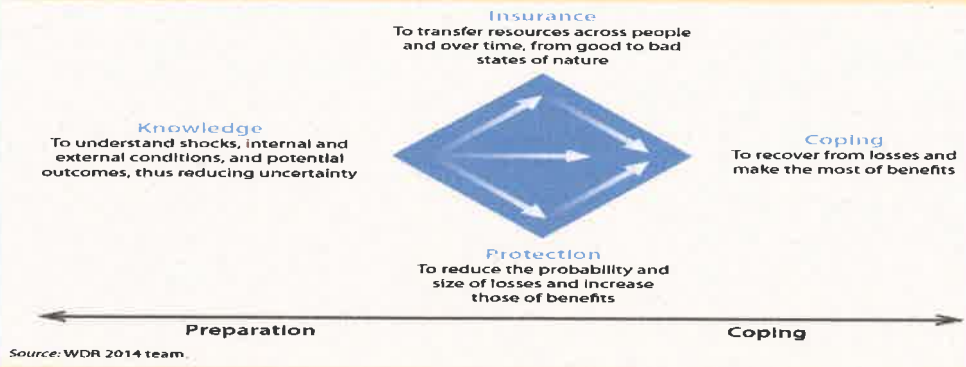 Insurance
To transfer resources across people
and over time, from good to bad
states of nature
Knowledge
To understand shocks, internal and
external conditions, and potential
outcomes, thus reducing uncertainty
Coping
To recover from losses and
make the most of benefits
Protection
To reduce the probability and
size of losses and increase
those of benefits
Preparation
Coping
Source: WDR 2014 team.